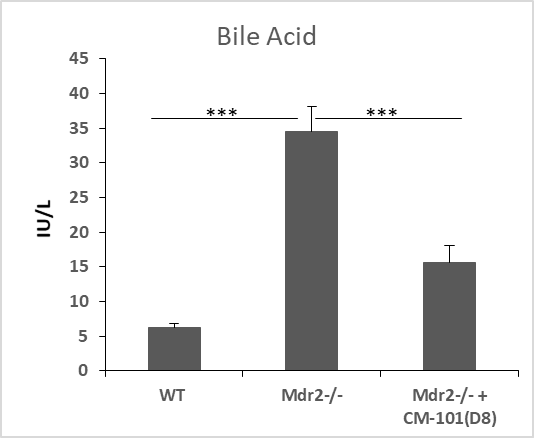 Bile Acid
45
40
35
30
25
20
15
10
5
0
IU/L
***
***
WT
Mdr2-/-
Mdr2-/- +
CM-101(D8)